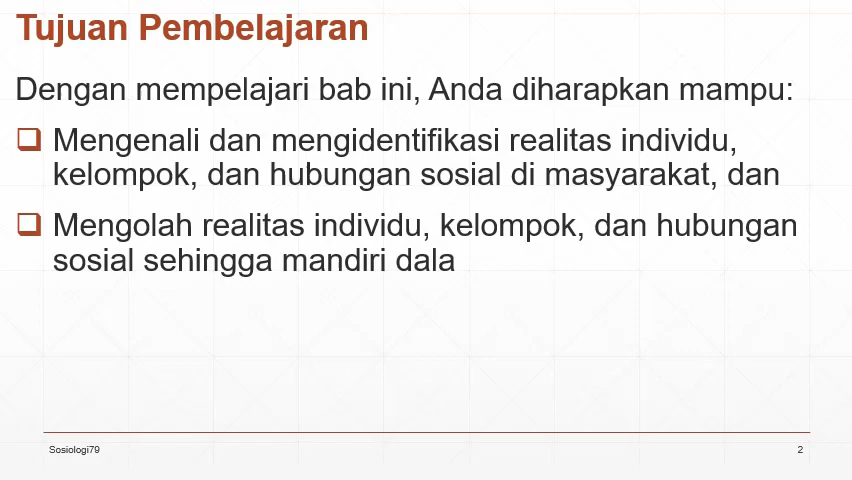 Tujuan Pembelajaran
Dengan mempelajari bab ini, Anda diharapkan mampu:
Mengenali dan mengidentifikasi realitas individu,
kelompok, dan hubungan sosial di masyarakat, dan
Mengolah realitas individu, kelompok, dan hubungan
sosial sehingga mandiri dala
Sosiologi79
2